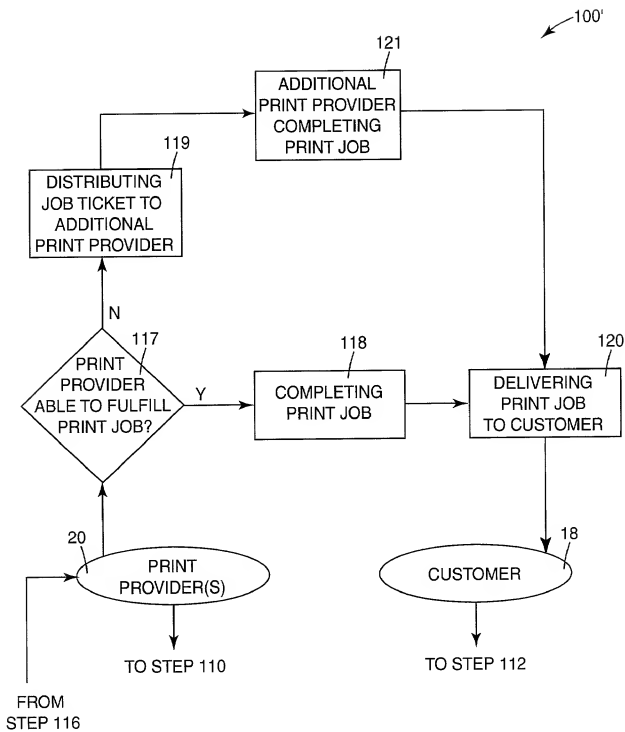 100'
121
ADDITIONAL
PRINT PROVIDER
COMPLETING
PRINT JOB
119
DISTRIBUTING
JOB TICKET TO
ADDITIONAL
PRINT PROVIDER
N
117
PRINT
PROVIDER
ABLE TO FULFILL
PRINT JOB?
Y
118
COMPLETING
PRINT JOB
120
DELIVERING
PRINT JOB
TO CUSTOMER
20
PRINT
PROVIDER(S)
18
CUSTOMER
TO STEP 110
TO STEP 112
FROM
STEP 116